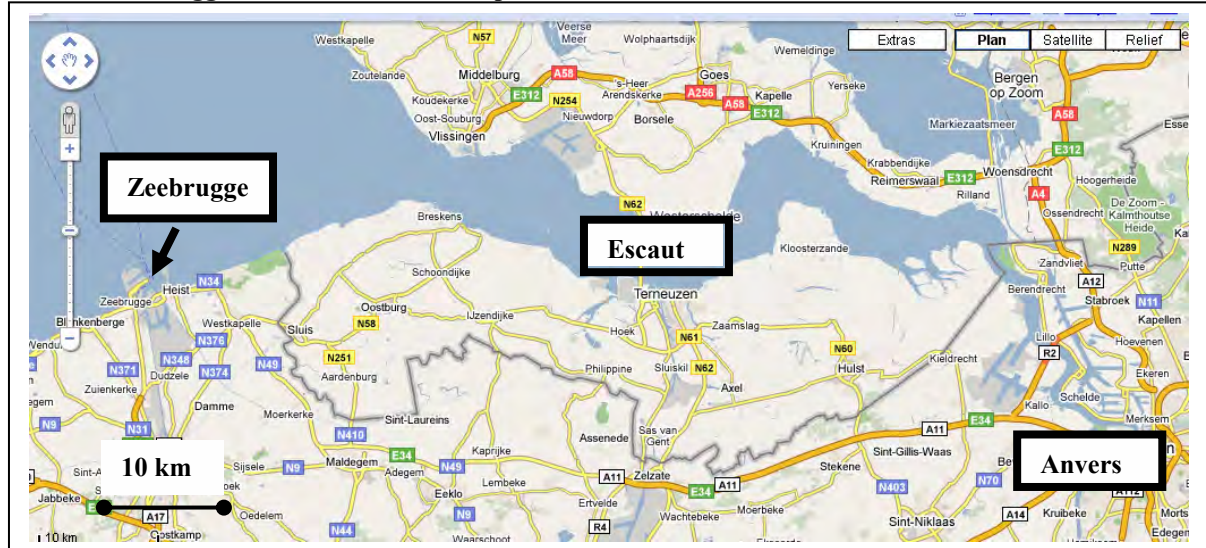 Westkapelle N57 Veerse Meer Wolphaartsdijk Wemeldinge Extras Plan Satellite Relief
Zoutelande Middelburg A58 's-Heer Arendskerke Goes Yerseke Bergen op Zoom
Koudekerke E312 N254 A256 A58 Kapelle A58
Oost-Souburg Nieuwdorp Borsele E312 Markiezaatsmeer Esse
Vlissingen Kruiningen E312
Krabbendijke Woensdrecht Hoogerheide
Zeebrugge Reimerswaal E312 Rilland A4 De Zoom - Kalmthoutse Heide
N62 Westerschelde Ossendrecht
Breskens Escaut Kloosterzande N289
Schoondijke Zandvliet Putte
N34 Terneuzen Berendrecht A12
Zeebrugge Heist Oostburg IJzendijke Stabroek N11
Blankenberge Westkapelle Sluis N58 Hoek Zaamslag Lillo Kapellen
N376 N61 R2 Hoevenen
N371 N348 N49 N251 N60 Kieldrecht
Dudzele N374 Aardenburg Philippine Sluiskil N62 Hulst Ekeren
Zuienkerke Axel Schelde
Damme Moerkerke Sint-Laureins Kallo Merksem
N9 N31 N410 Assenede Sas van Gent A11 E34
10 km Sijsele N9 Maldegem E34 Adegem N49 Kaprijke Sint-Gillis-Waas Anvers
Lembeke A11 Zelzate Stekene
Jabbeke Eeklo E34 A11 N403 N70
A17 Oedelem Ertvelde Moerbeke A14 Kruibeke
N9 Wachtebeke Sint-Niklaas
10 km Oostkamp N44 Waarschoot R4 Edegem